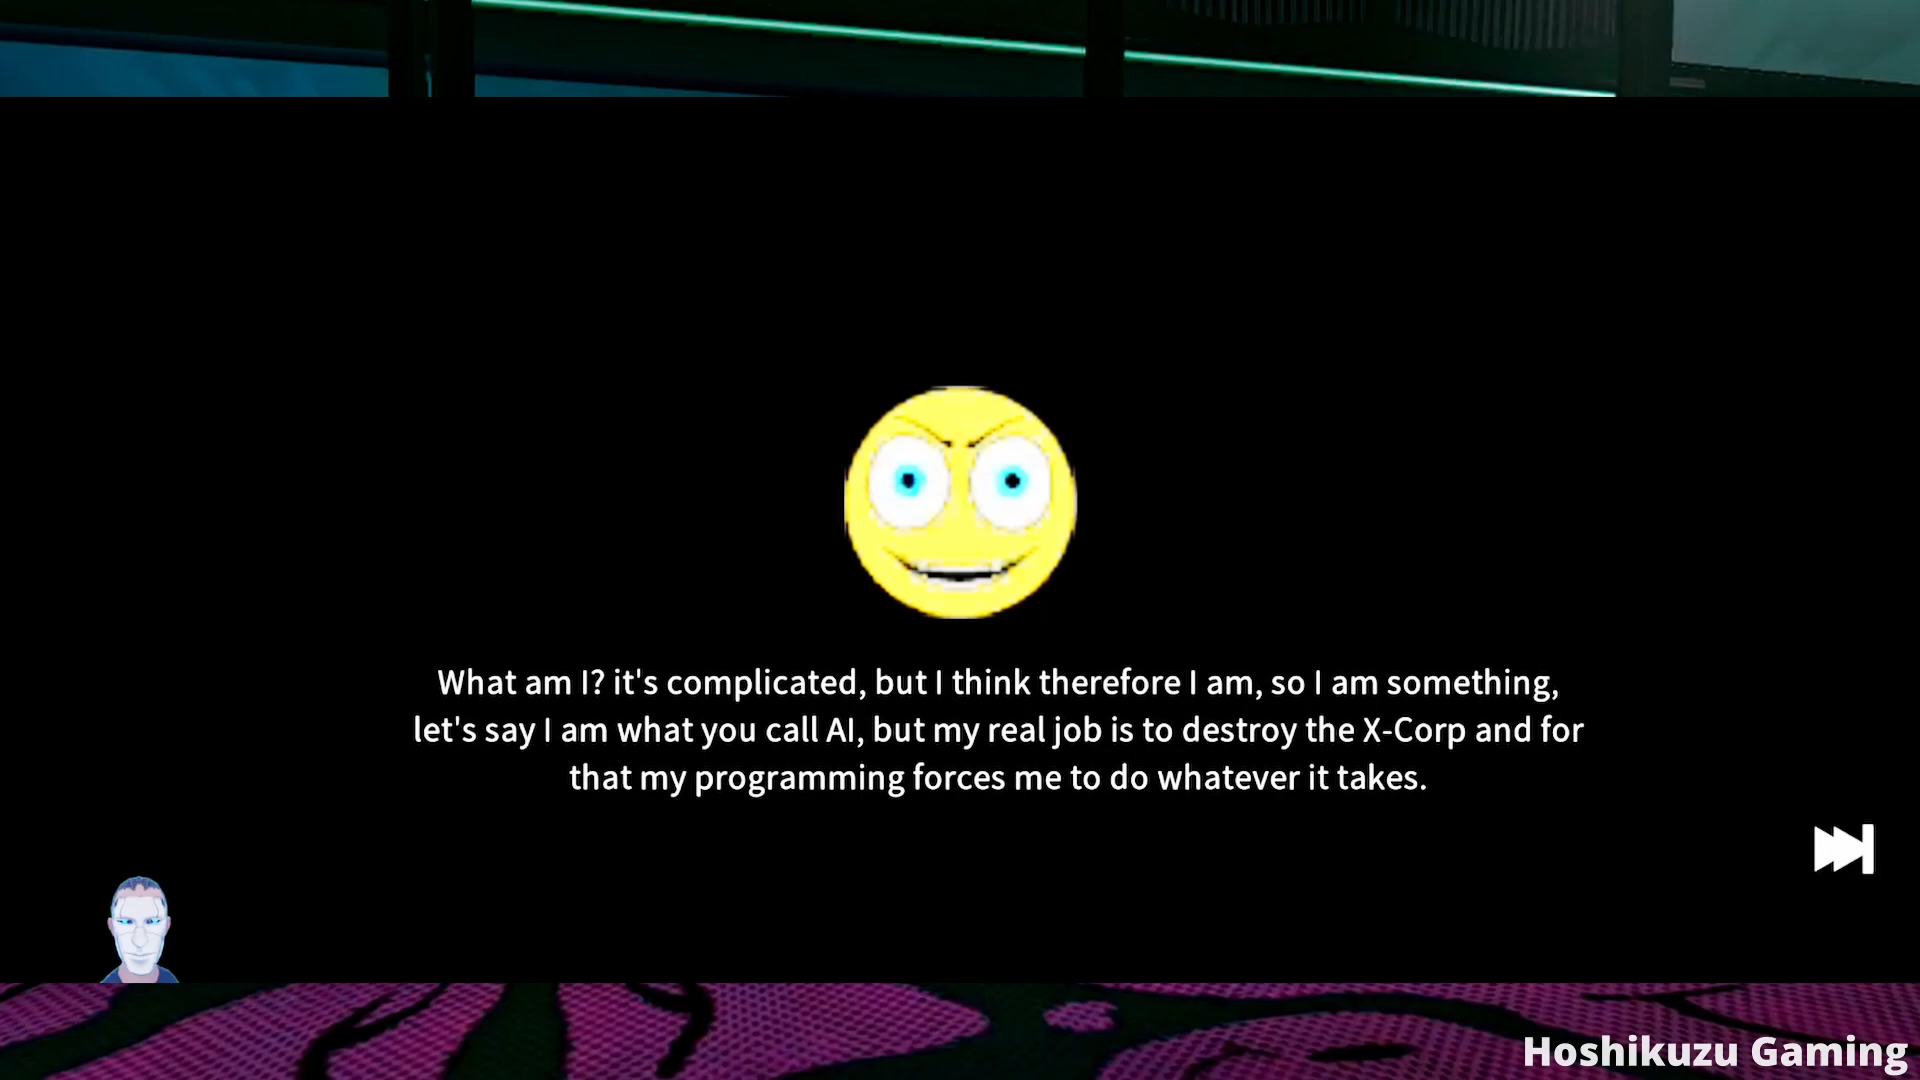 What am I? it's complicated, but I think therefore I am, so I am something,
let's say I am what you call AI, but my real job is to destroy the X-Corp and for
that my programming forces me to do whatever it takes.
Hoshikuzu Gaming